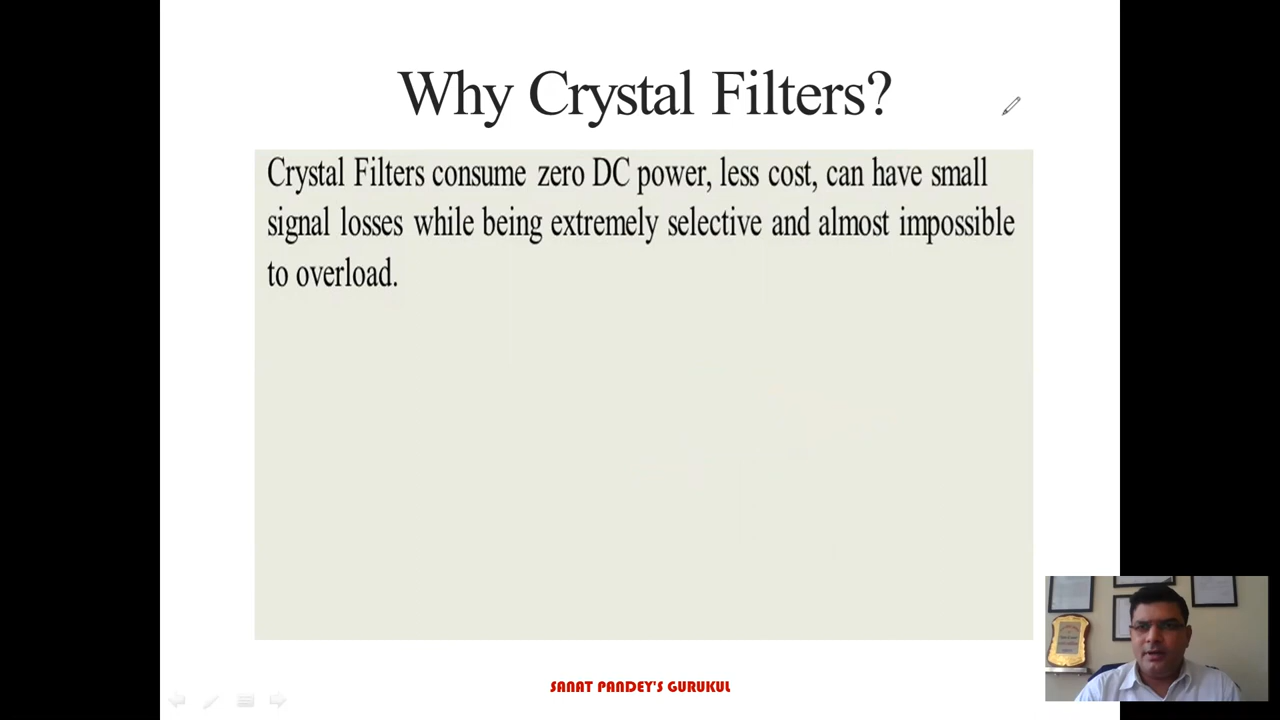 Why Crystal Filters?
Crystal Filters consume zero DC power, less cost, can have small
signal losses while being extremely selective and almost impossible
to overload.
SANAT PANDEY'S GURUKUL